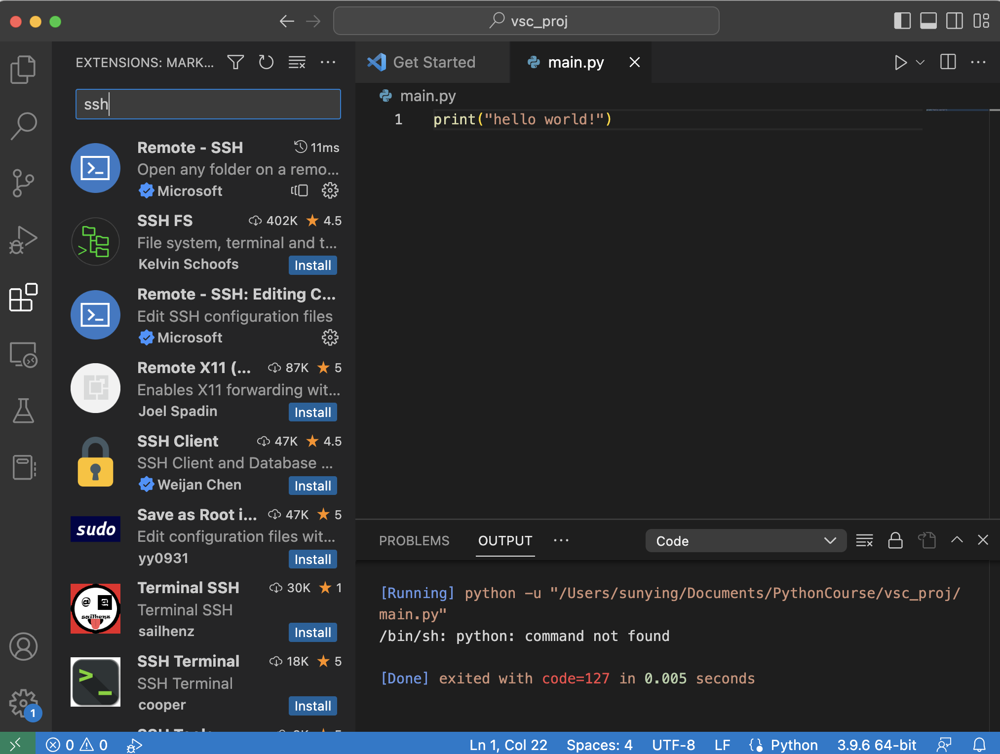 vsc_proj
EXTENSIONS: MARK...
ssh
Remote - SSH 11ms
Open any folder on a remo...
Microsoft
SSH FS 402K 4.5
File system, terminal and t...
Kelvin Schoofs Install
Remote - SSH: Editing C...
Edit SSH configuration files
Microsoft
Remote X11 (... 87K 5
Enables X11 forwarding wit...
Joel Spadin Install
SSH Client 47K 4.5
SSH Client and Database ...
Weijan Chen Install
sudo
Save as Root i... 47K 5
Edit configuration files wit...
yy0931 Install
@ a
sailhenz
Terminal SSH 30K 1
Terminal SSH
sailhenz Install
SSH Terminal 18K 5
SSH Terminal
cooper Install
1
Get Started main.py
main.py
1 print("hello world!")
PROBLEMS OUTPUT ... Code
[Running] python -u "/Users/sunying/Documents/PythonCourse/vsc_proj/
main.py"
/bin/sh: python: command not found
[Done] exited with code=127 in 0.005 seconds
0 0 Ln 1, Col 22 Spaces: 4 UTF-8 LF Python 3.9.6 64-bit